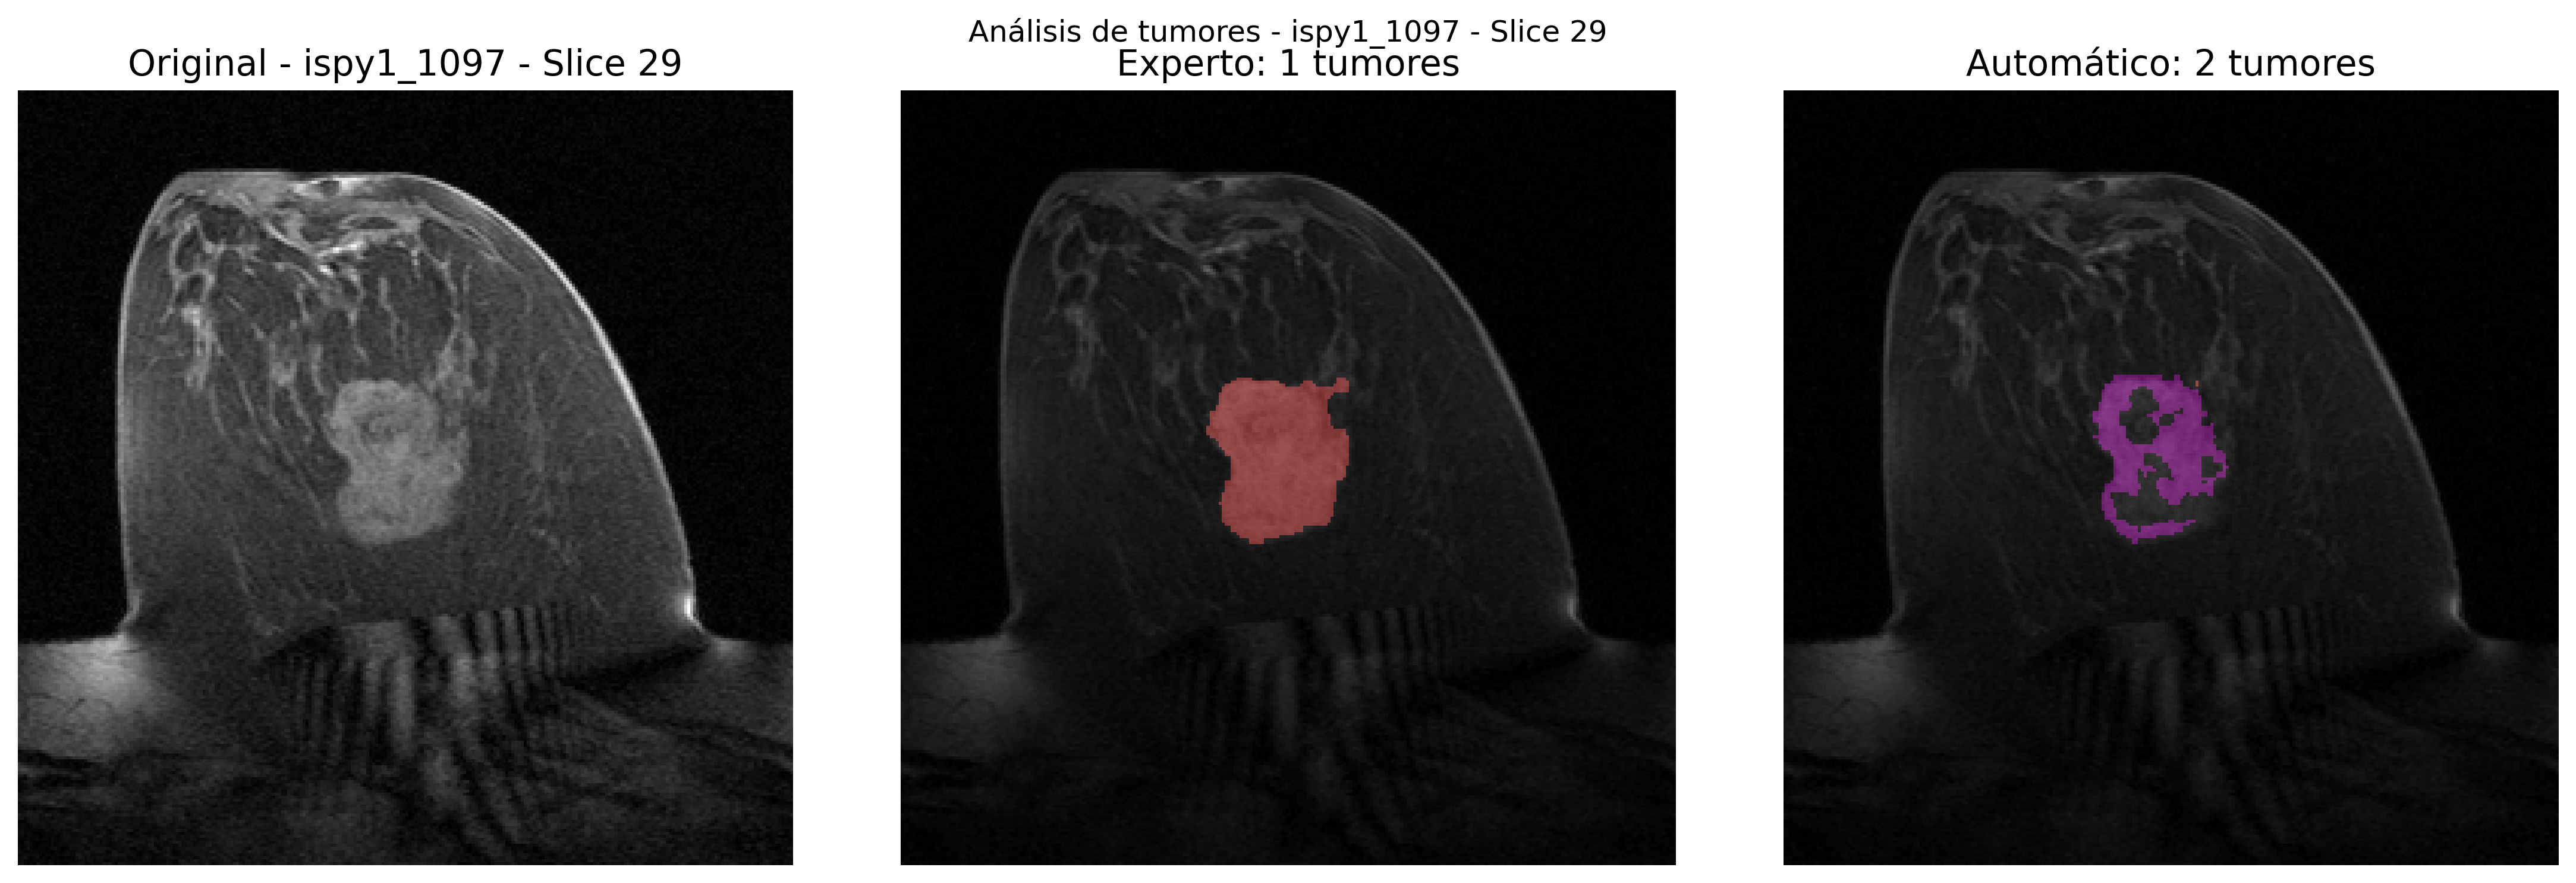 Análisis de tumores - ispy1_1097 - Slice 29
Original - ispy1_1097 - Slice 29
Experto: 1 tumores
Automático: 2 tumores